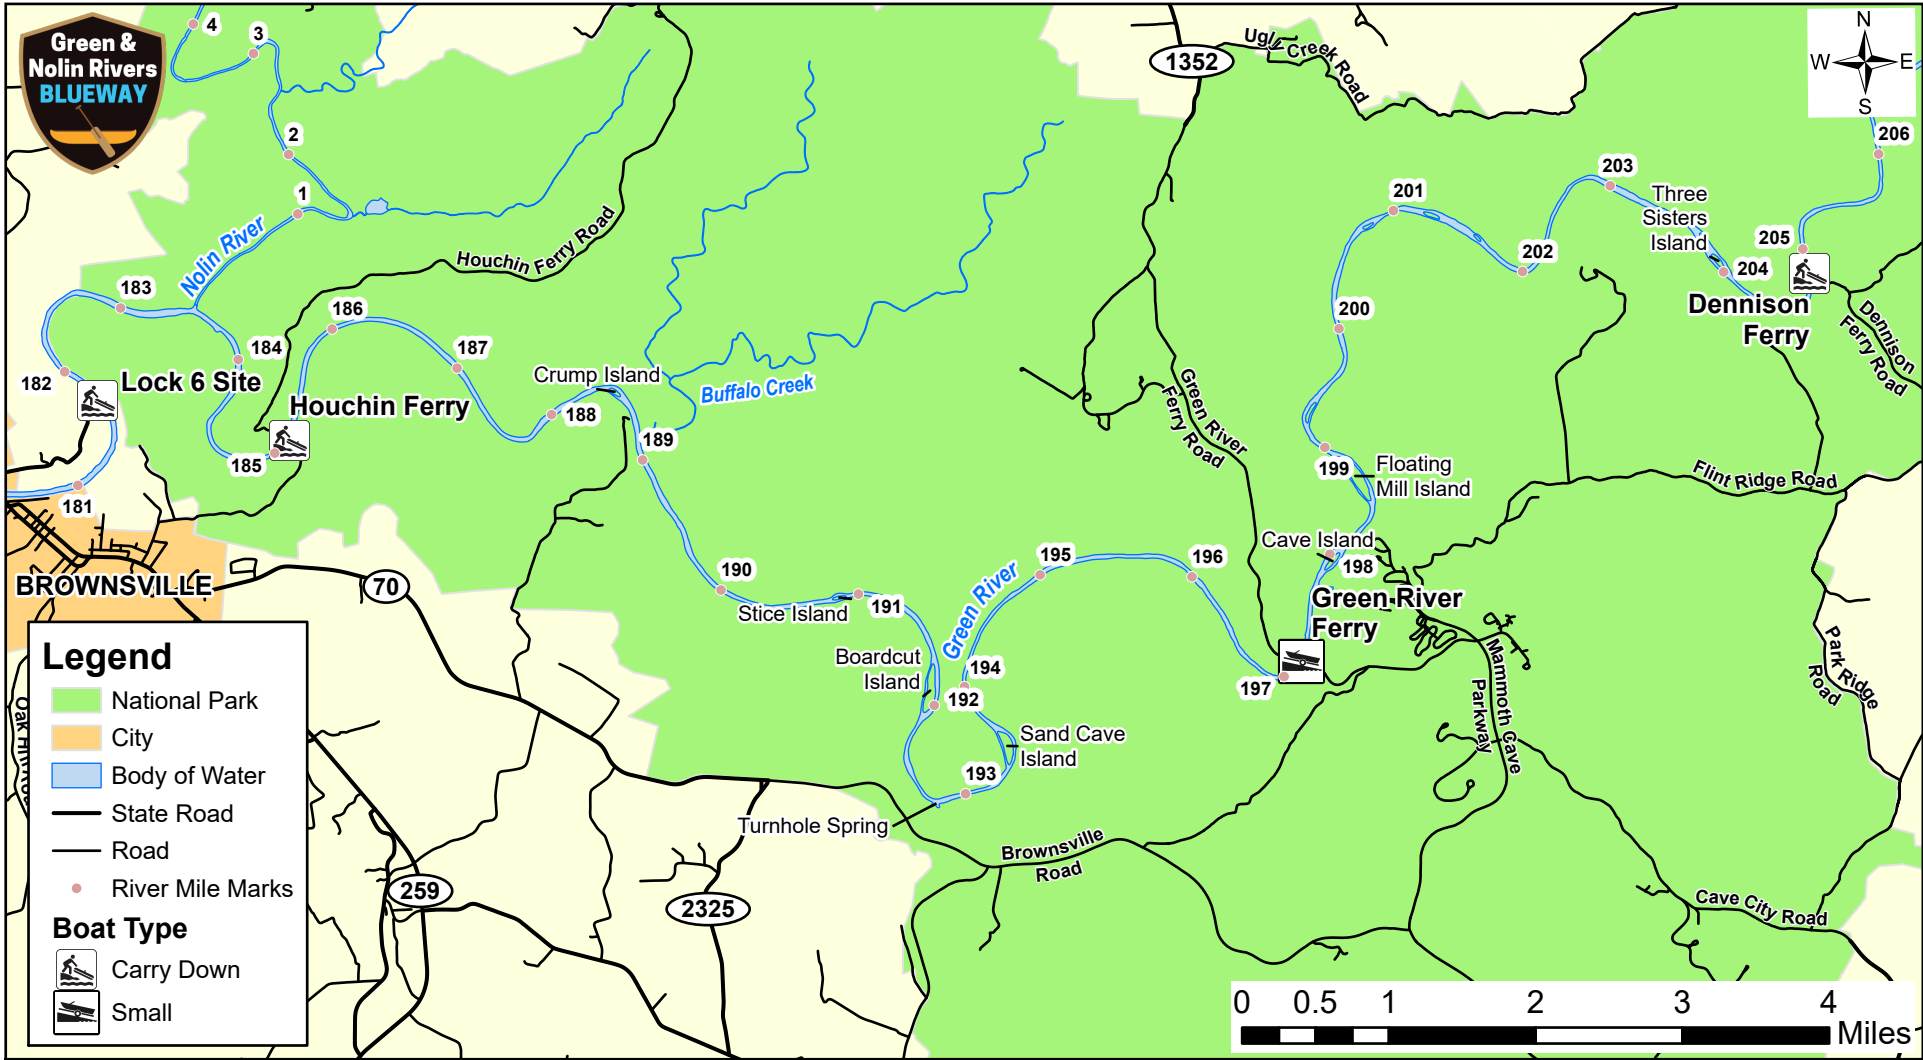 Green &
Nolin Rivers
BLUEWAY
4
3
2
1
Nolin River
Houchin Ferry Road
1352
Ugly Creek Road
N
W E
S
206
203
201
202
Three
Sisters
Island
205
204
Dennison
Ferry
Dennison
Ferry Road
183
186
184
187
200
182
Lock 6 Site
Houchin Ferry
Crump Island
188
Buffalo Creek
Green River
Ferry Road
185
189
199
Floating
Mill Island
Flint Ridge Road
181
BROWNSVILLE
70
190
Stice Island
191
Green River
195
196
Cave Island
198
Green River
Ferry
Boardcut
Island
194
192
197
Mammoth Cave
Parkway
Park Ridge
Road
Sand Cave
Island
193
Turnhole Spring
Brownsville
Road
259
2325
Cave City Road
Legend
National Park
City
Body of Water
State Road
Road
River Mile Marks
Boat Type
Carry Down
Small
0 0.5 1 2 3 4
Miles